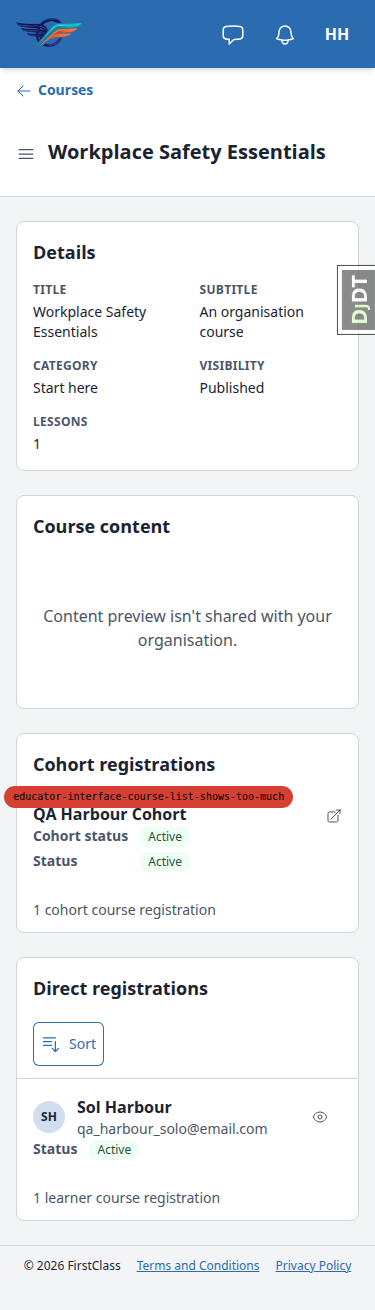 HH
Courses
Workplace Safety Essentials
DjDT
Details
TITLE
Workplace Safety
Essentials
SUBTITLE
An organisation
course
CATEGORY
Start here
VISIBILITY
Published
LESSONS
1
Course content
Content preview isn't shared with your
organisation.
Cohort registrations
educator-interface-course-list-shows-too-much
QA Harbour Cohort
Cohort status Active
Status Active
1 cohort course registration
Direct registrations
Sort
SH
Sol Harbour
qa_harbour_solo@email.com
Status Active
1 learner course registration
© 2026 FirstClass Terms and Conditions Privacy Policy